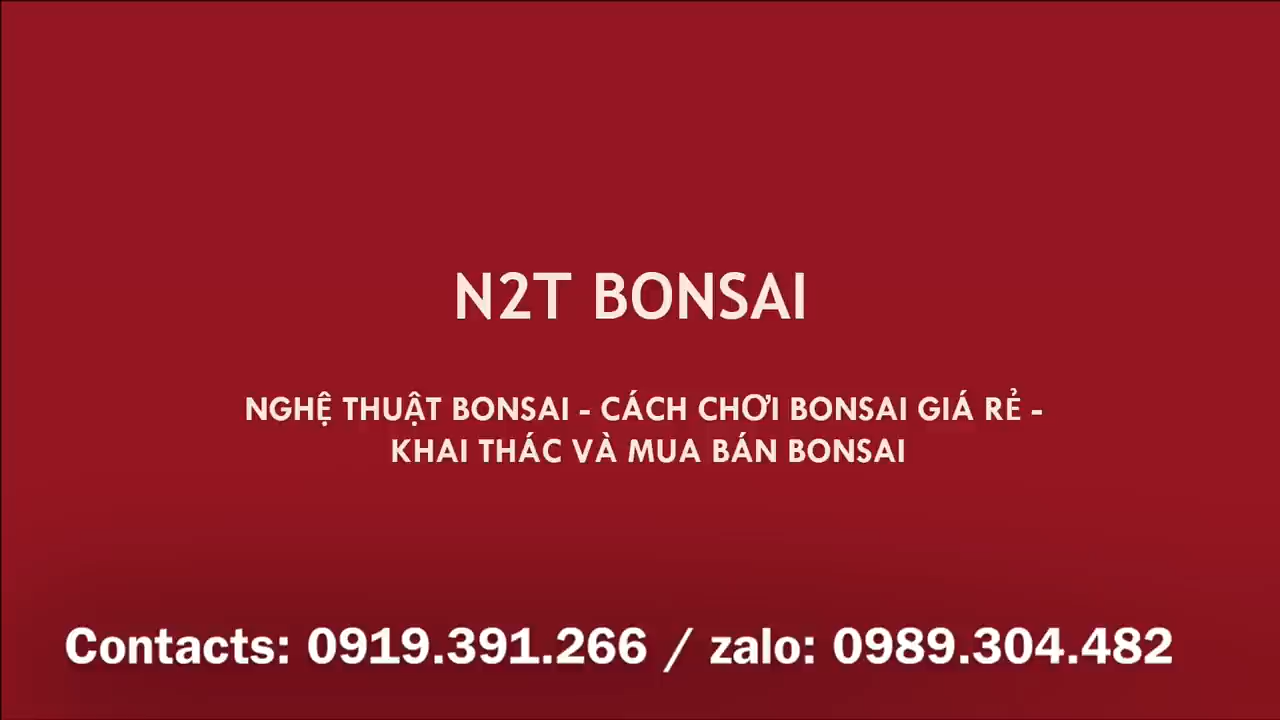 N2T BONSAI
NGHỆ THUẬT BONSAI - CÁCH CHƠI BONSAI GIÁ RẺ -
KHAI THÁC VÀ MUA BÁN BONSAI
Contacts: 0919.391.266 / zalo: 0989.304.482